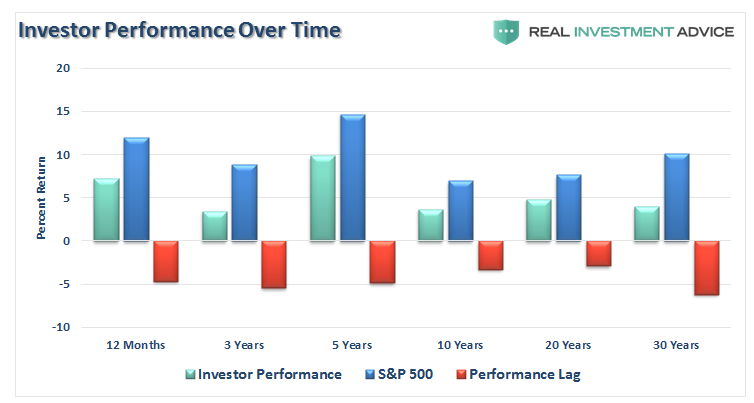 Investor Performance Over Time
REAL INVESTMENT ADVICE
Percent Return
20
15
10
5
0
-5
-10
12 Months 3 Years 5 Years 10 Years 20 Years 30 Years
Investor Performance S&P 500 Performance Lag